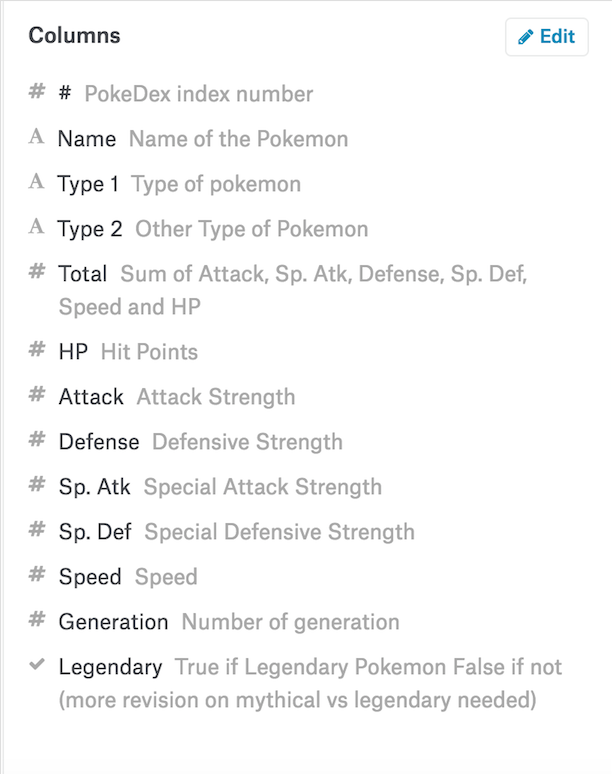 Columns
Edit
# # PokeDex index number
A Name Name of the Pokemon
A Type 1 Type of pokemon
A Type 2 Other Type of Pokemon
# Total Sum of Attack, Sp. Atk, Defense, Sp. Def,
Speed and HP
# HP Hit Points
# Attack Attack Strength
# Defense Defensive Strength
# Sp. Atk Special Attack Strength
# Sp. Def Special Defensive Strength
# Speed Speed
# Generation Number of generation
Legendary True if Legendary Pokemon False if not
(more revision on mythical vs legendary needed)